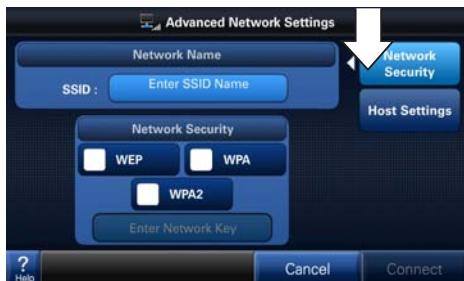 Advanced Network Settings
Network Name
SSID :
Enter SSID Name
Network
Security
Host Settings
Network Security
WEP
WPA
WPA2
Enter Network Key
?
Help
Cancel
Connect